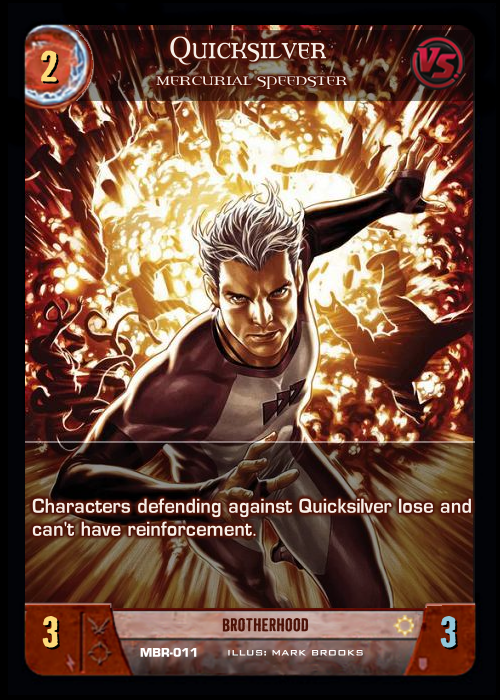 2
QUICKSILVER
MERCURIAL SPEEDSTER
VS
Characters defending against Quicksilver lose and
can't have reinforcement.
3
BROTHERHOOD
3
MBR-011 ILLUS: MARK BROOKS